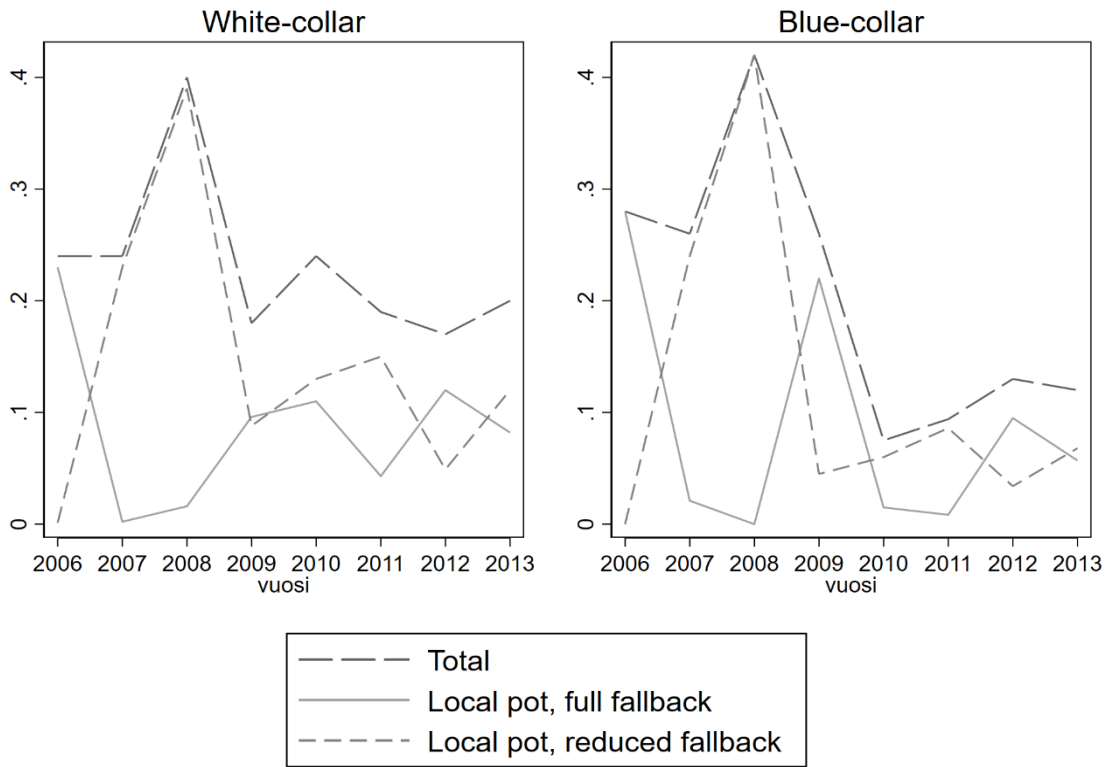 White-collar
.4
.3
.2
.1
0
2006 2007 2008 2009 2010 2011 2012 2013
vuosi
Blue-collar
.4
.3
.2
.1
0
2006 2007 2008 2009 2010 2011 2012 2013
vuosi
Total
Local pot, full fallback
Local pot, reduced fallback